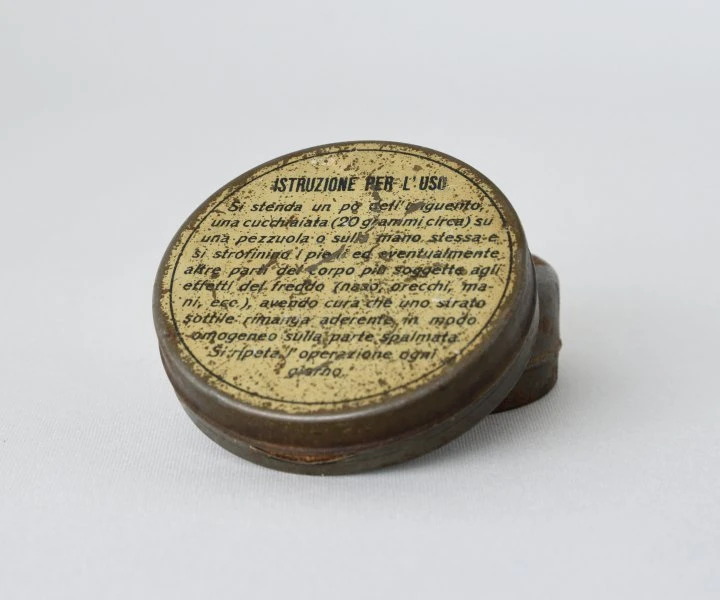 ISTRUZIONE PER L'USO
Si stenda un pò dell'unguento,
una cucchiaiata (20 grammi circa) su
una pezzuola o sulla mano stessa e
si strofinino i piedi ed eventualmente
altre parti del corpo più soggette agli
effetti del freddo (naso, orecchi, ma-
ni, ecc.), avendo cura che uno strato
sottile rimanga aderente in modo
omogeneo sulla parte spalmata.
Si ripeta l'operazione ogni
giorno.